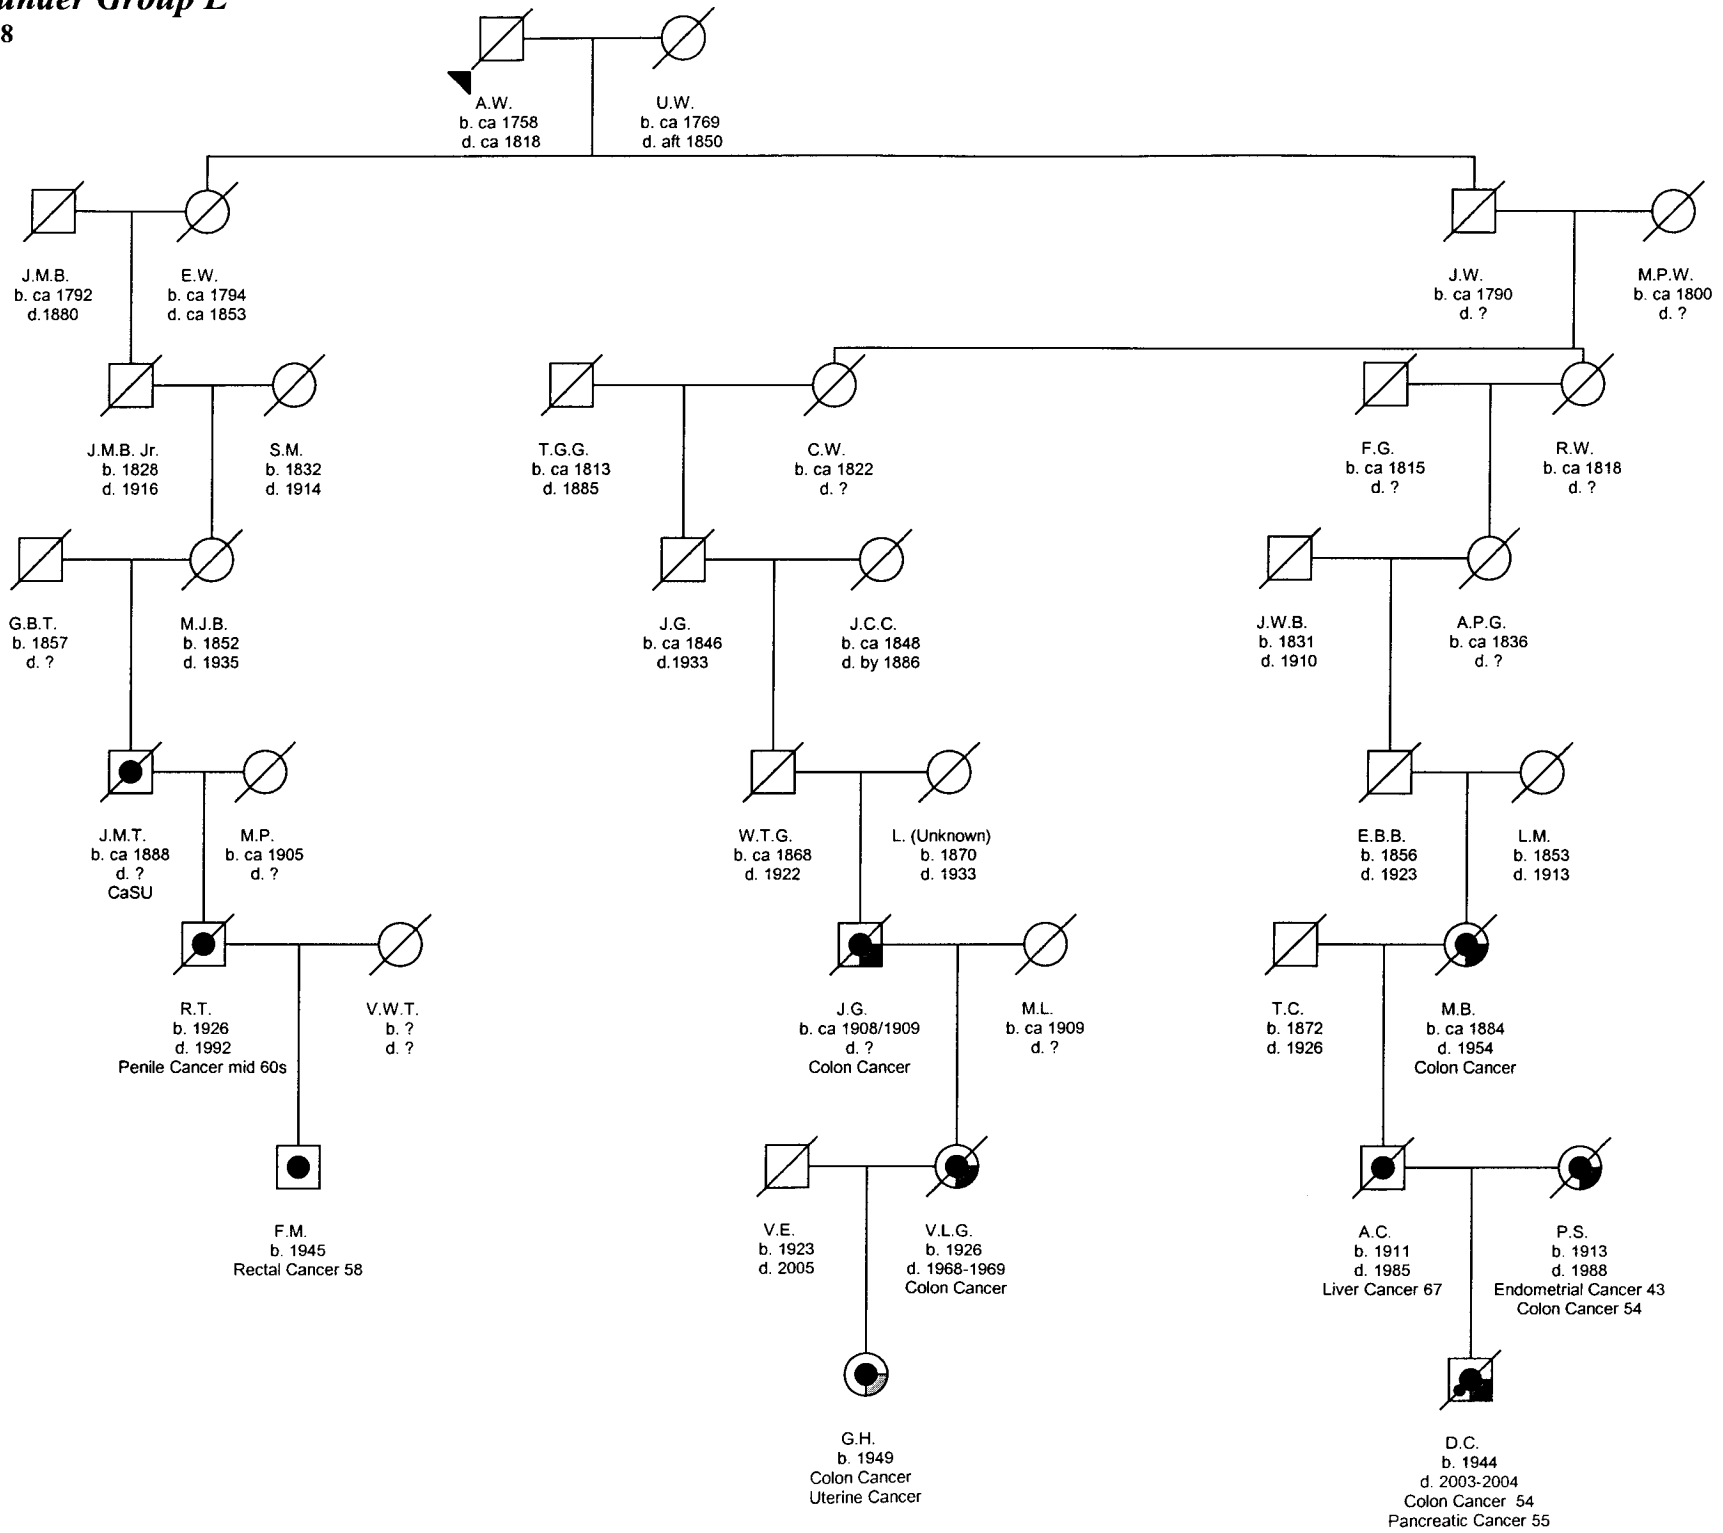 Group E
8
A.W.
b. ca 1758
d. ca 1818
U.W.
b. ca 1769
d. aft 1850
J.M.B.
b. ca 1792
d.1880
E.W.
b. ca 1794
d. ca 1853
J.W.
b. ca 1790
d. ?
M.P.W.
b. ca 1800
d. ?
J.M.B. Jr.
b. 1828
d. 1916
S.M.
b. 1832
d. 1914
T.G.G.
b. ca 1813
d. 1885
C.W.
b. ca 1822
d. ?
F.G.
b. ca 1815
d. ?
R.W.
b. ca 1818
d. ?
G.B.T.
b. 1857
d. ?
M.J.B.
b. 1852
d. 1935
J.G.
b. ca 1846
d.1933
J.C.C.
b. ca 1848
d. by 1886
J.W.B.
b. 1831
d. 1910
A.P.G.
b. ca 1836
d. ?
J.M.T.
b. ca 1888
d. ?
CaSU
M.P.
b. ca 1905
d. ?
W.T.G.
b. ca 1868
d. 1922
L. (Unknown)
b. 1870
d. 1933
E.B.B.
b. 1856
d. 1923
L.M.
b. 1853
d. 1913
R.T.
b. 1926
d. 1992
Penile Cancer mid 60s
V.W.T.
b. ?
d. ?
J.G.
b. ca 1908/1909
d. ?
Colon Cancer
M.L.
b. ca 1909
d. ?
T.C.
b. 1872
d. 1926
M.B.
b. ca 1884
d. 1954
Colon Cancer
F.M.
b. 1945
Rectal Cancer 58
V.E.
b. 1923
d. 2005
V.L.G.
b. 1926
d. 1968-1969
Colon Cancer
A.C.
b. 1911
d. 1985
Liver Cancer 67
P.S.
b. 1913
d. 1988
Endometrial Cancer 43
Colon Cancer 54
G.H.
b. 1949
Colon Cancer
Uterine Cancer
D.C.
b. 1944
d. 2003-2004
Colon Cancer 54
Pancreatic Cancer 55